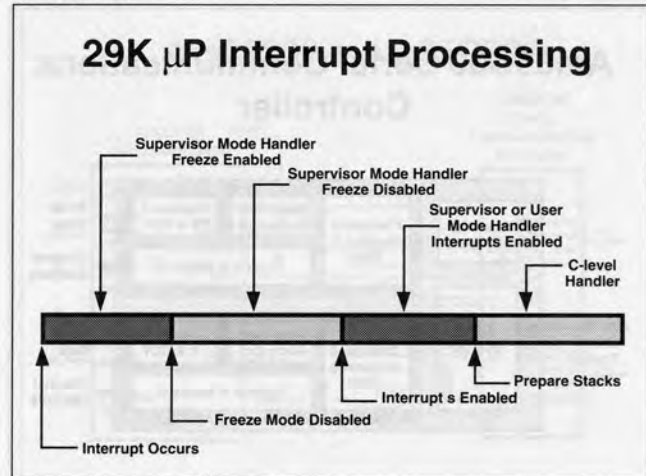 29K μP Interrupt Processing
Supervisor Mode Handler
Freeze Enabled
Supervisor Mode Handler
Freeze Disabled
Supervisor or User
Mode Handler
Interrupts Enabled
C-level
Handler
Prepare Stacks
Interrupt s Enabled
Freeze Mode Disabled
Interrupt Occurs